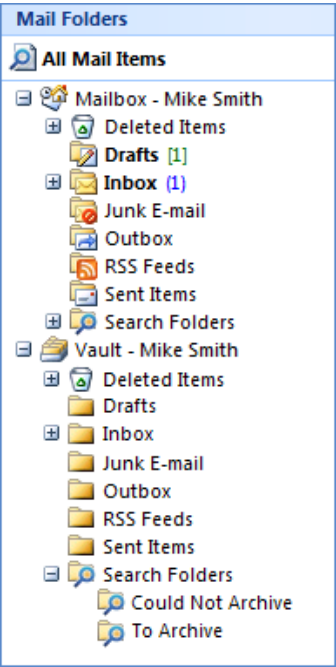 Mail Folders
All Mail Items
Mailbox - Mike Smith
Deleted Items
Drafts [1]
Inbox (1)
Junk E-mail
Outbox
RSS Feeds
Sent Items
Search Folders
Vault - Mike Smith
Deleted Items
Drafts
Inbox
Junk E-mail
Outbox
RSS Feeds
Sent Items
Search Folders
Could Not Archive
To Archive